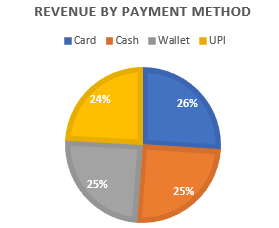 REVENUE BY PAYMENT METHOD
Card Cash Wallet UPI
24% 26%
25% 25%